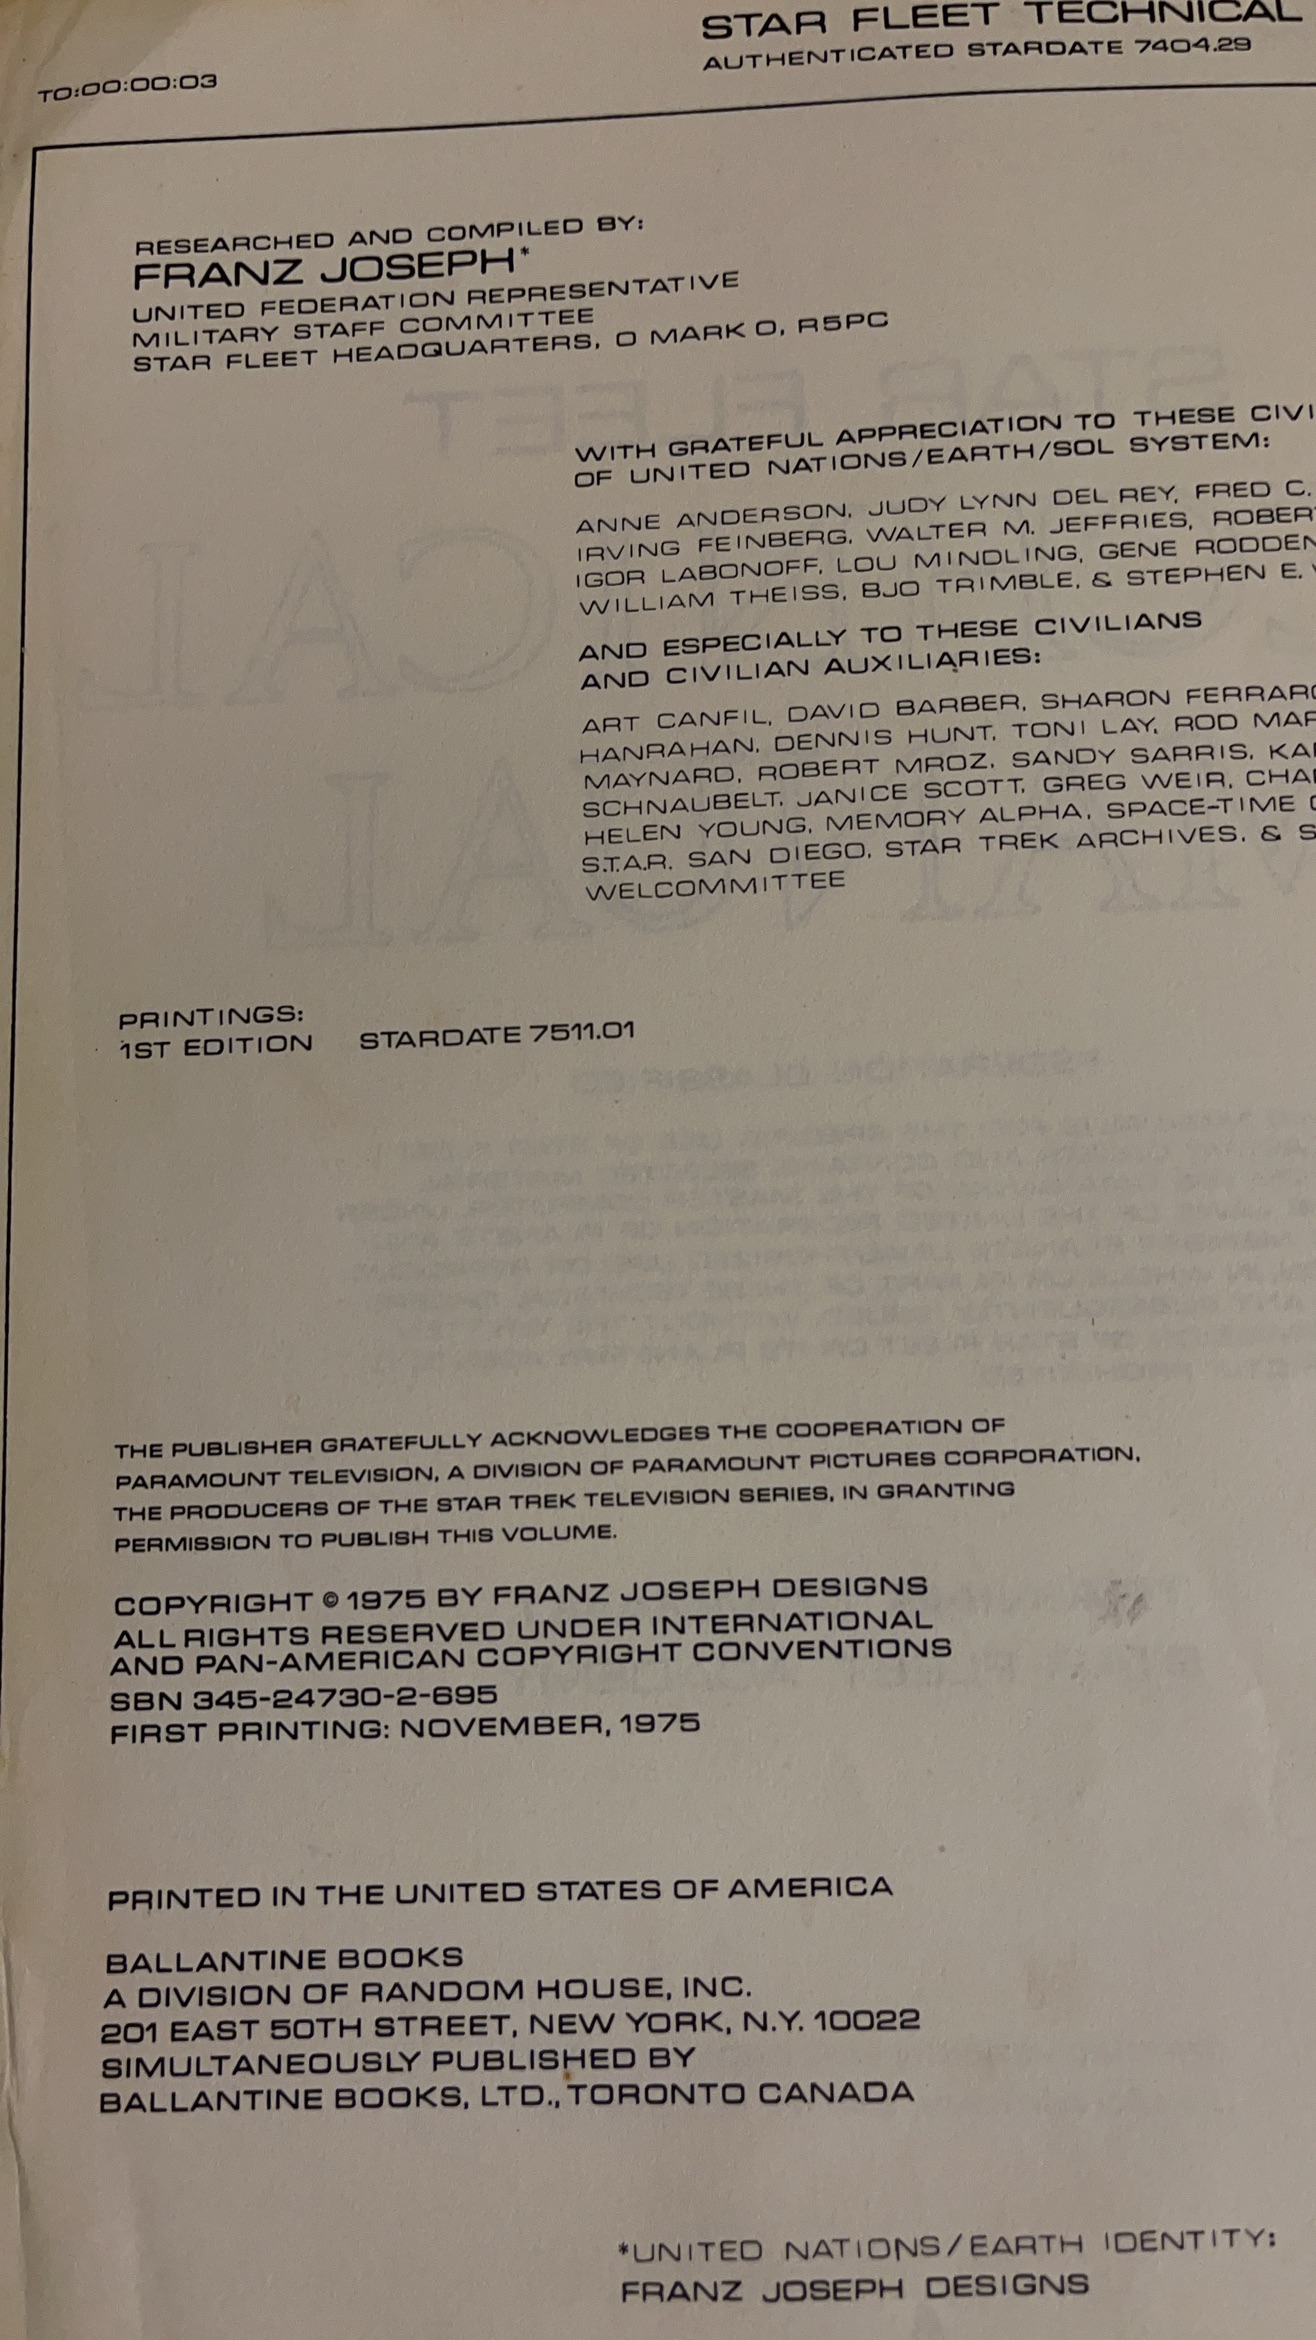 STAR FLEET TECHNICAL
AUTHENTICATED STARDATE 7404.29
TO:00:00:03
RESEARCHED AND COMPILED BY:
FRANZ JOSEPH*
UNITED FEDERATION REPRESENTATIVE
MILITARY STAFF COMMITTEE
STAR FLEET HEADQUARTERS, 0 MARK 0, R5PC
WITH GRATEFUL APPRECIATION TO THESE
OF UNITED NATIONS/EARTH/SOL SYSTEM:
ANNE ANDERSON, JUDY LYNN DEL REY, FRED C.
IRVING FEINBERG, WALTER M. JEFFRIES,
IGOR LABONOFF, LOU MINDLING, GENE
WILLIAM THEISS, BJO TRIMBLE, & STEPHEN E.
AND ESPECIALLY TO THESE CIVILIANS
AND CIVILIAN AUXILIARIES:
ART CANFIL, DAVID BARBER, SHARON
HANRAHAN, DENNIS HUNT, TONI LAY, ROD
MAYNARD, ROBERT MROZ, SANDY SARRIS,
SCHNAUBELT, JANICE SCOTT, GREG WEIR,
HELEN YOUNG, MEMORY ALPHA, SPACE-TIME
S.T.A.R. SAN DIEGO, STAR TREK ARCHIVES, &
WELCOMMITTEE
PRINTINGS:
1ST EDITION STARDATE 7511.01
THE PUBLISHER GRATEFULLY ACKNOWLEDGES THE COOPERATION OF
PARAMOUNT TELEVISION, A DIVISION OF PARAMOUNT PICTURES CORPORATION,
THE PRODUCERS OF THE STAR TREK TELEVISION SERIES, IN GRANTING
PERMISSION TO PUBLISH THIS VOLUME.
COPYRIGHT © 1975 BY FRANZ JOSEPH DESIGNS
ALL RIGHTS RESERVED UNDER INTERNATIONAL
AND PAN-AMERICAN COPYRIGHT CONVENTIONS
SBN 345-24730-2-695
FIRST PRINTING: NOVEMBER, 1975
PRINTED IN THE UNITED STATES OF AMERICA
BALLANTINE BOOKS
A DIVISION OF RANDOM HOUSE, INC.
201 EAST 50TH STREET, NEW YORK, N.Y. 10022
SIMULTANEOUSLY PUBLISHED BY
BALLANTINE BOOKS, LTD., TORONTO CANADA
*UNITED NATIONS/EARTH IDENTITY:
FRANZ JOSEPH DESIGNS